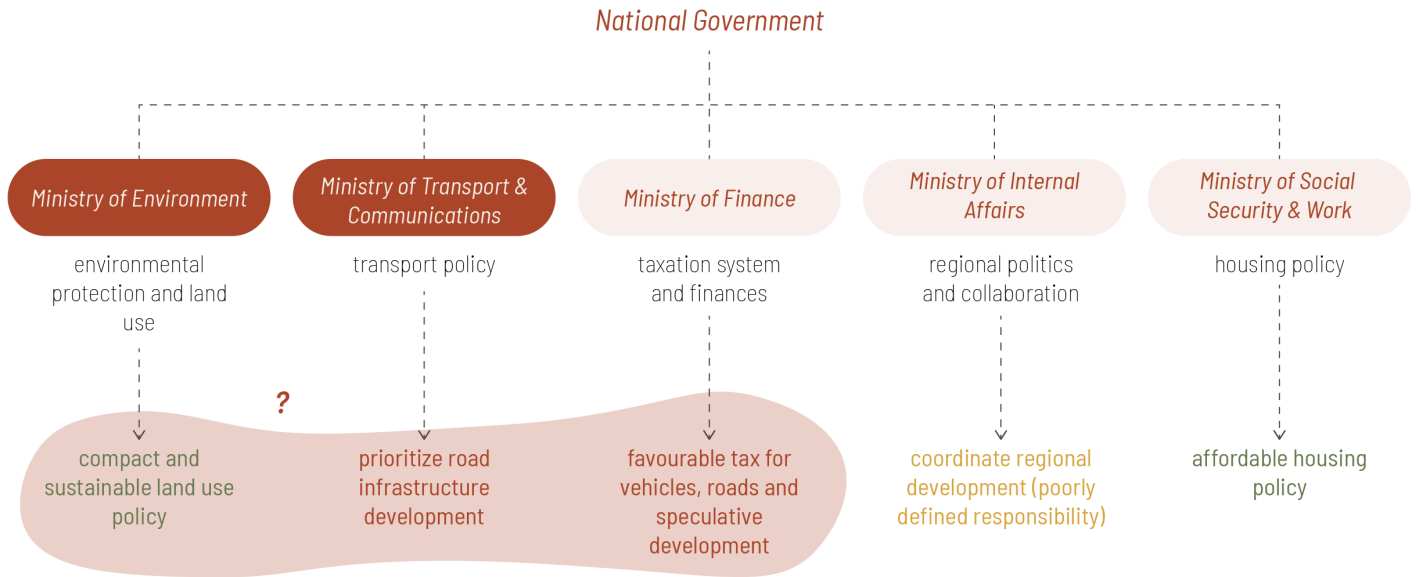 National Government
Ministry of Environment
Ministry of Transport &
Communications
Ministry of Finance
Ministry of Internal
Affairs
Ministry of Social
Security & Work
environmental
protection and land
use
transport policy
taxation system
and finances
regional politics
and collaboration
housing policy
?
compact and
sustainable land use
policy
prioritize road
infrastructure
development
favourable tax for
vehicles, roads and
speculative
development
coordinate regional
development (poorly
defined responsibility)
affordable housing
policy